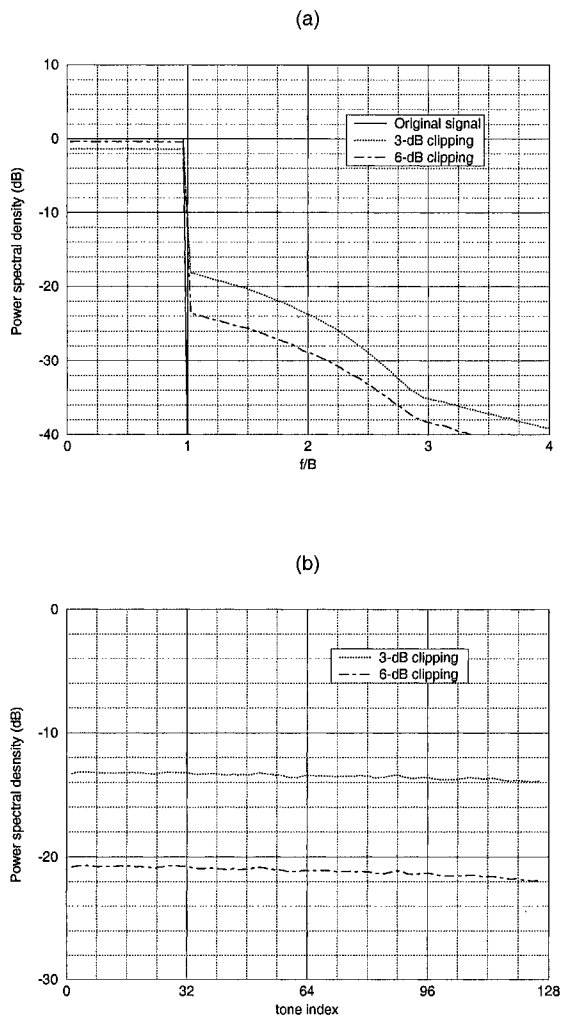 (a)
Power spectral density (dB)
10
0
-10
-20
-30
-40
Original signal
3-dB clipping
6-dB clipping
0
1
2
3
4
f/B
(b)
Power spectral desnsity (dB)
0
-10
-20
-30
3-dB clipping
6-dB clipping
0
32
64
96
128
tone index